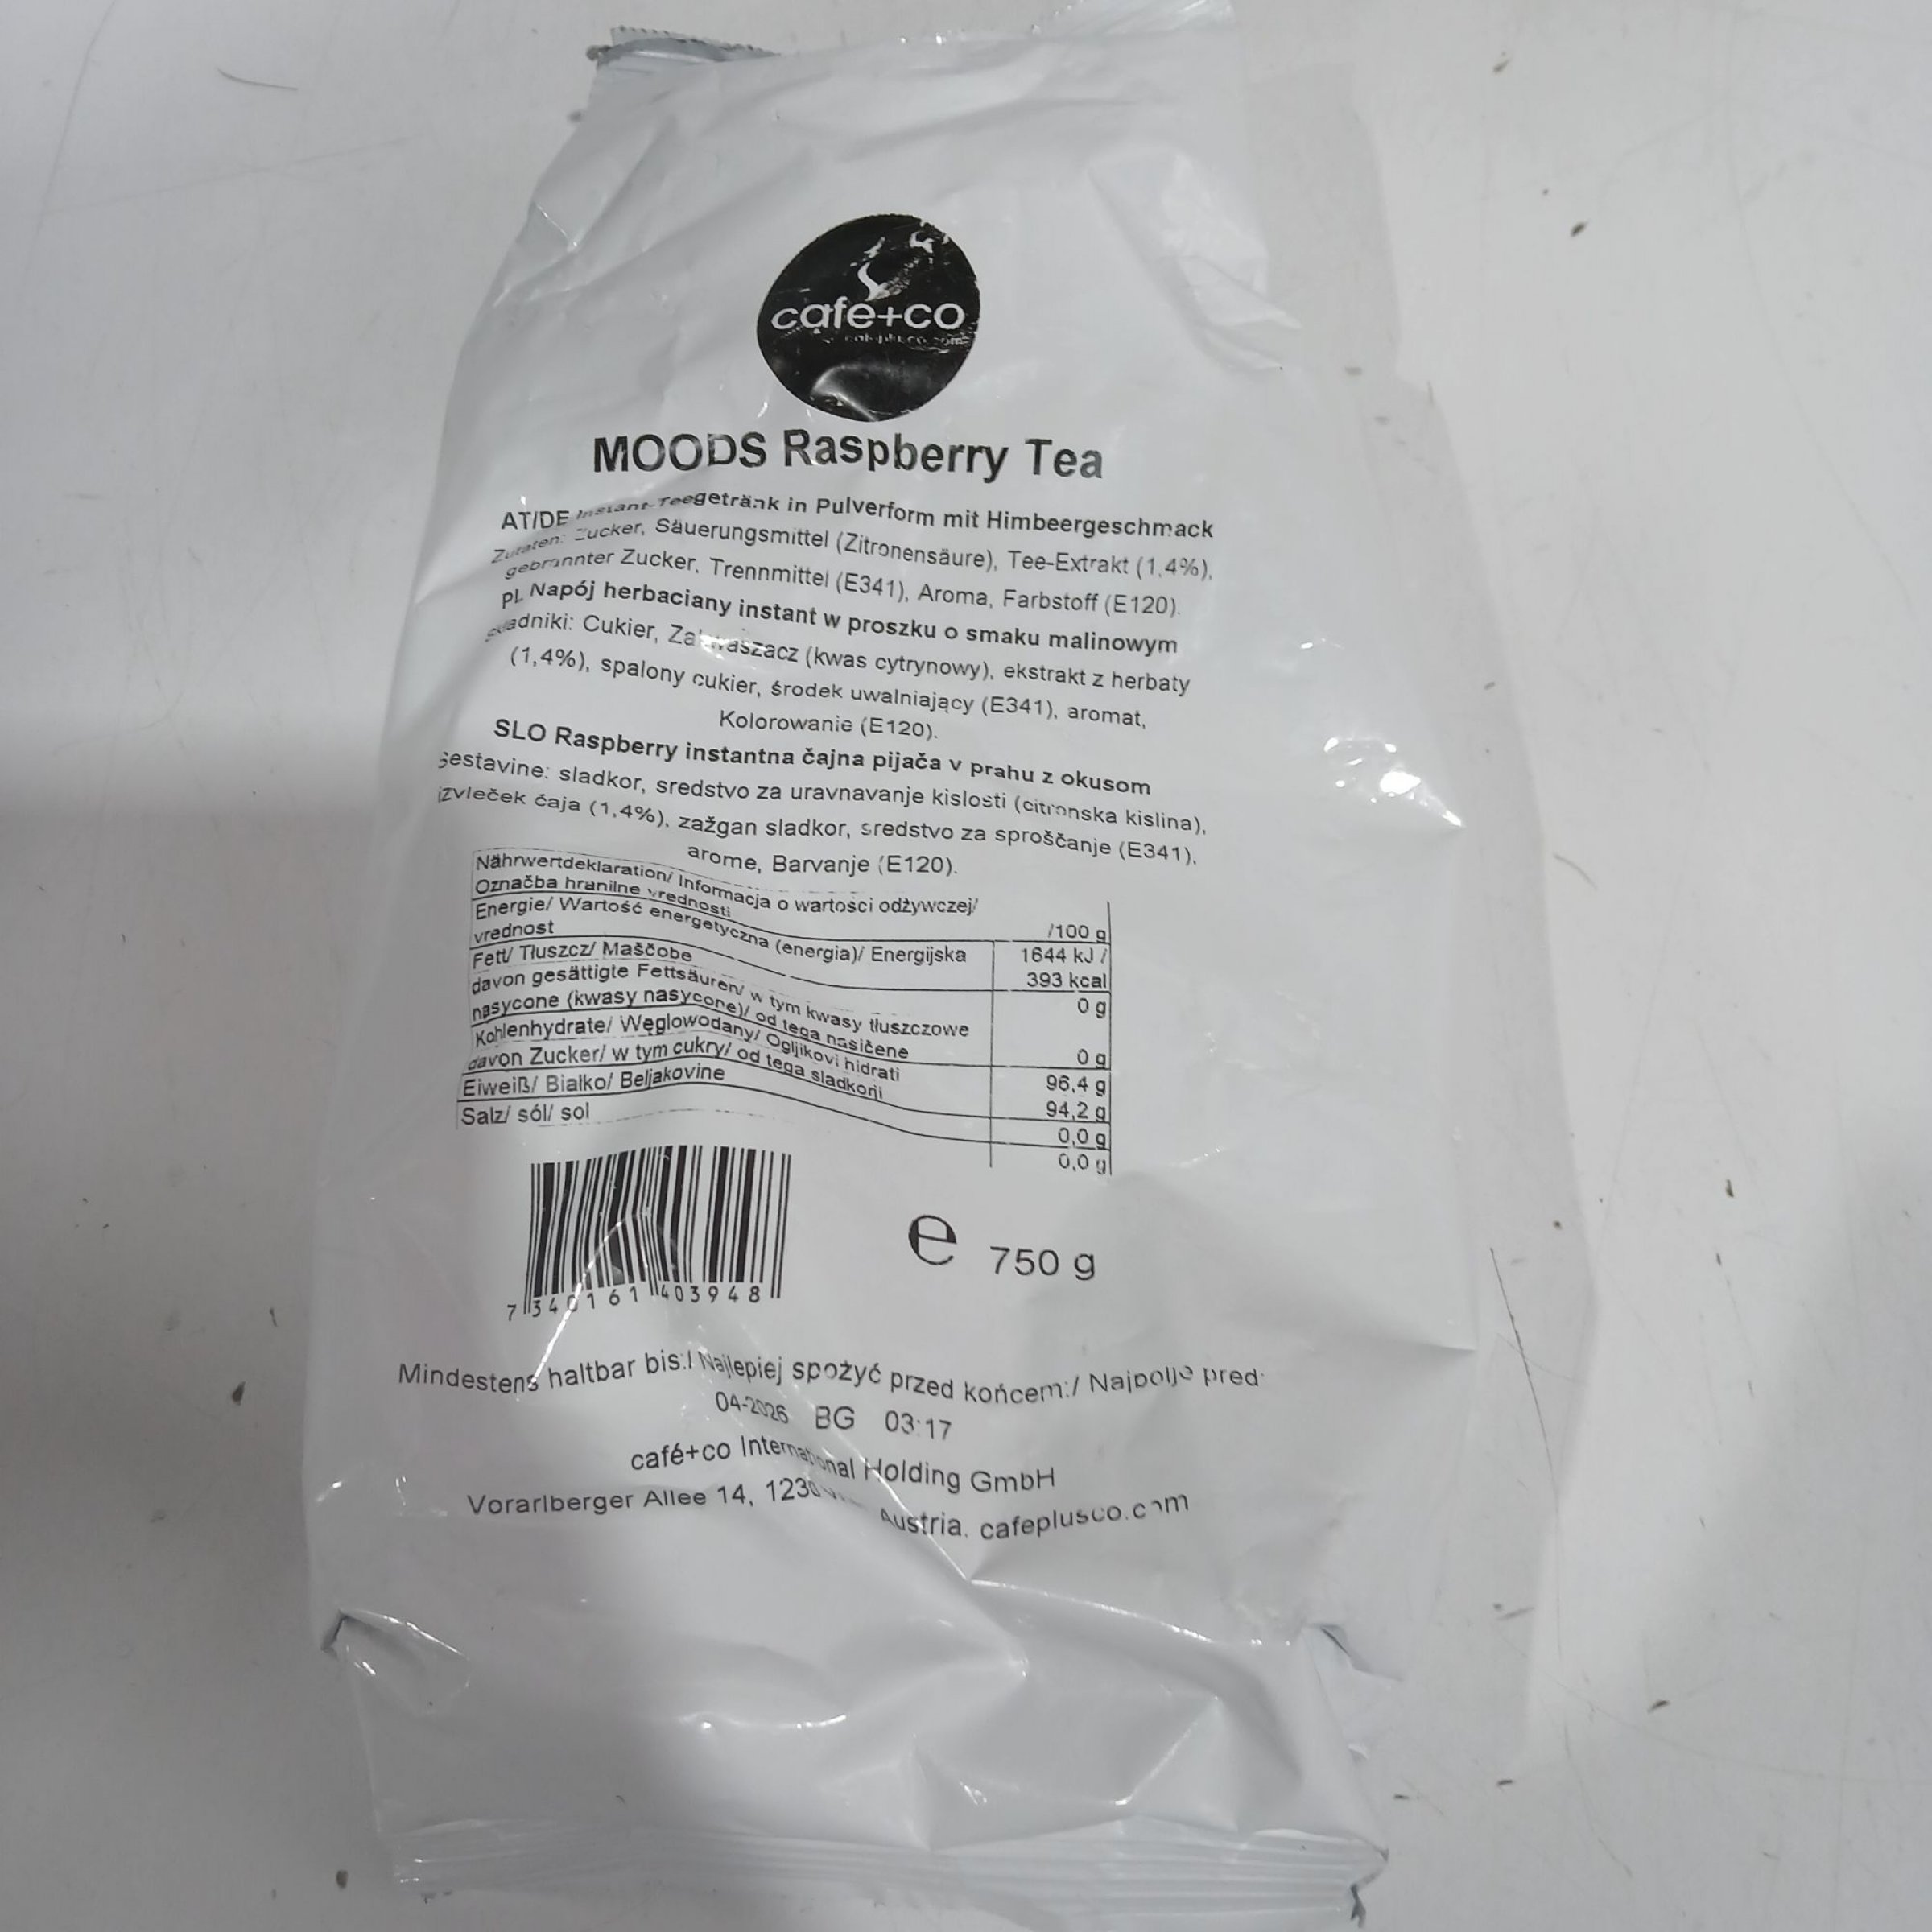 cafe+co
MOODS Raspberry Tea
AT/DE Instant-Teegetränk in Pulverform mit Himbeergeschmack
Zutaten: Zucker, Säuerungsmittel (Zitronensäure), Tee-Extrakt (1,4%),
gebrannter Zucker, Trennmittel (E341), Aroma, Farbstoff (E120).
PL Napój herbaciany instant w proszku o smaku malinowym
Składniki: Cukier, Zakwaszacz (kwas cytrynowy), ekstrakt z herbaty
(1,4%), spalony cukier, środek uwalniający (E341), aromat,
Kolorowanie (E120).
SLO Raspberry instantna čajna pijača v prahu z okusom
Sestavine: sladkor, sredstvo za uravnavanje kislosti (citronska kislina),
izvleček čaja (1,4%), zažgan sladkor, sredstvo za sproščanje (E341),
arome, Barvanje (E120).
Nährwertdeklaration/ Informacja o wartości odżywczej/
Označba hranilne vrednosti /100 g
Energie/ Wartość energetyczna (energia)/ Energijska 1644 kJ /
vrednost 393 kcal
Fett/ Tłuszcz/ Maščobe 0 g
davon gesättigte Fettsäuren/ w tym kwasy tłuszczowe
nasycone (kwasy nasycone)/ od tega nasičene 0 g
Kohlenhydrate/ Węglowodany/ Ogljikovi hidrati 96,4 g
davon Zucker/ w tym cukry/ od tega sladkorji 94,2 g
Eiweiß/ Białko/ Beljakovine 0,0 g
Salz/ sól/ sol 0,0 g
7 340161 403948
e 750 g
Mindestens haltbar bis:/ Najlepiej spożyć przed końcem:/ Najbolje pred:
04-2026 BG 03:17
café+co International Holding GmbH
Vorarlberger Allee 14, 1230 Austria, cafeplusco.com